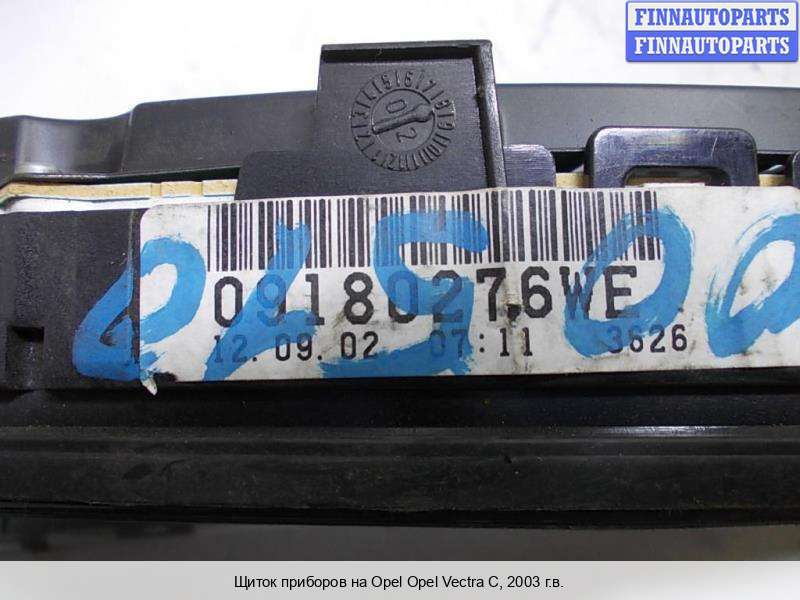 FINNAUTOPARTS
FINNAUTOPARTS
09180276WE
12.09.02 07:11 3626
Щиток приборов на Opel Opel Vectra C, 2003 г.в.